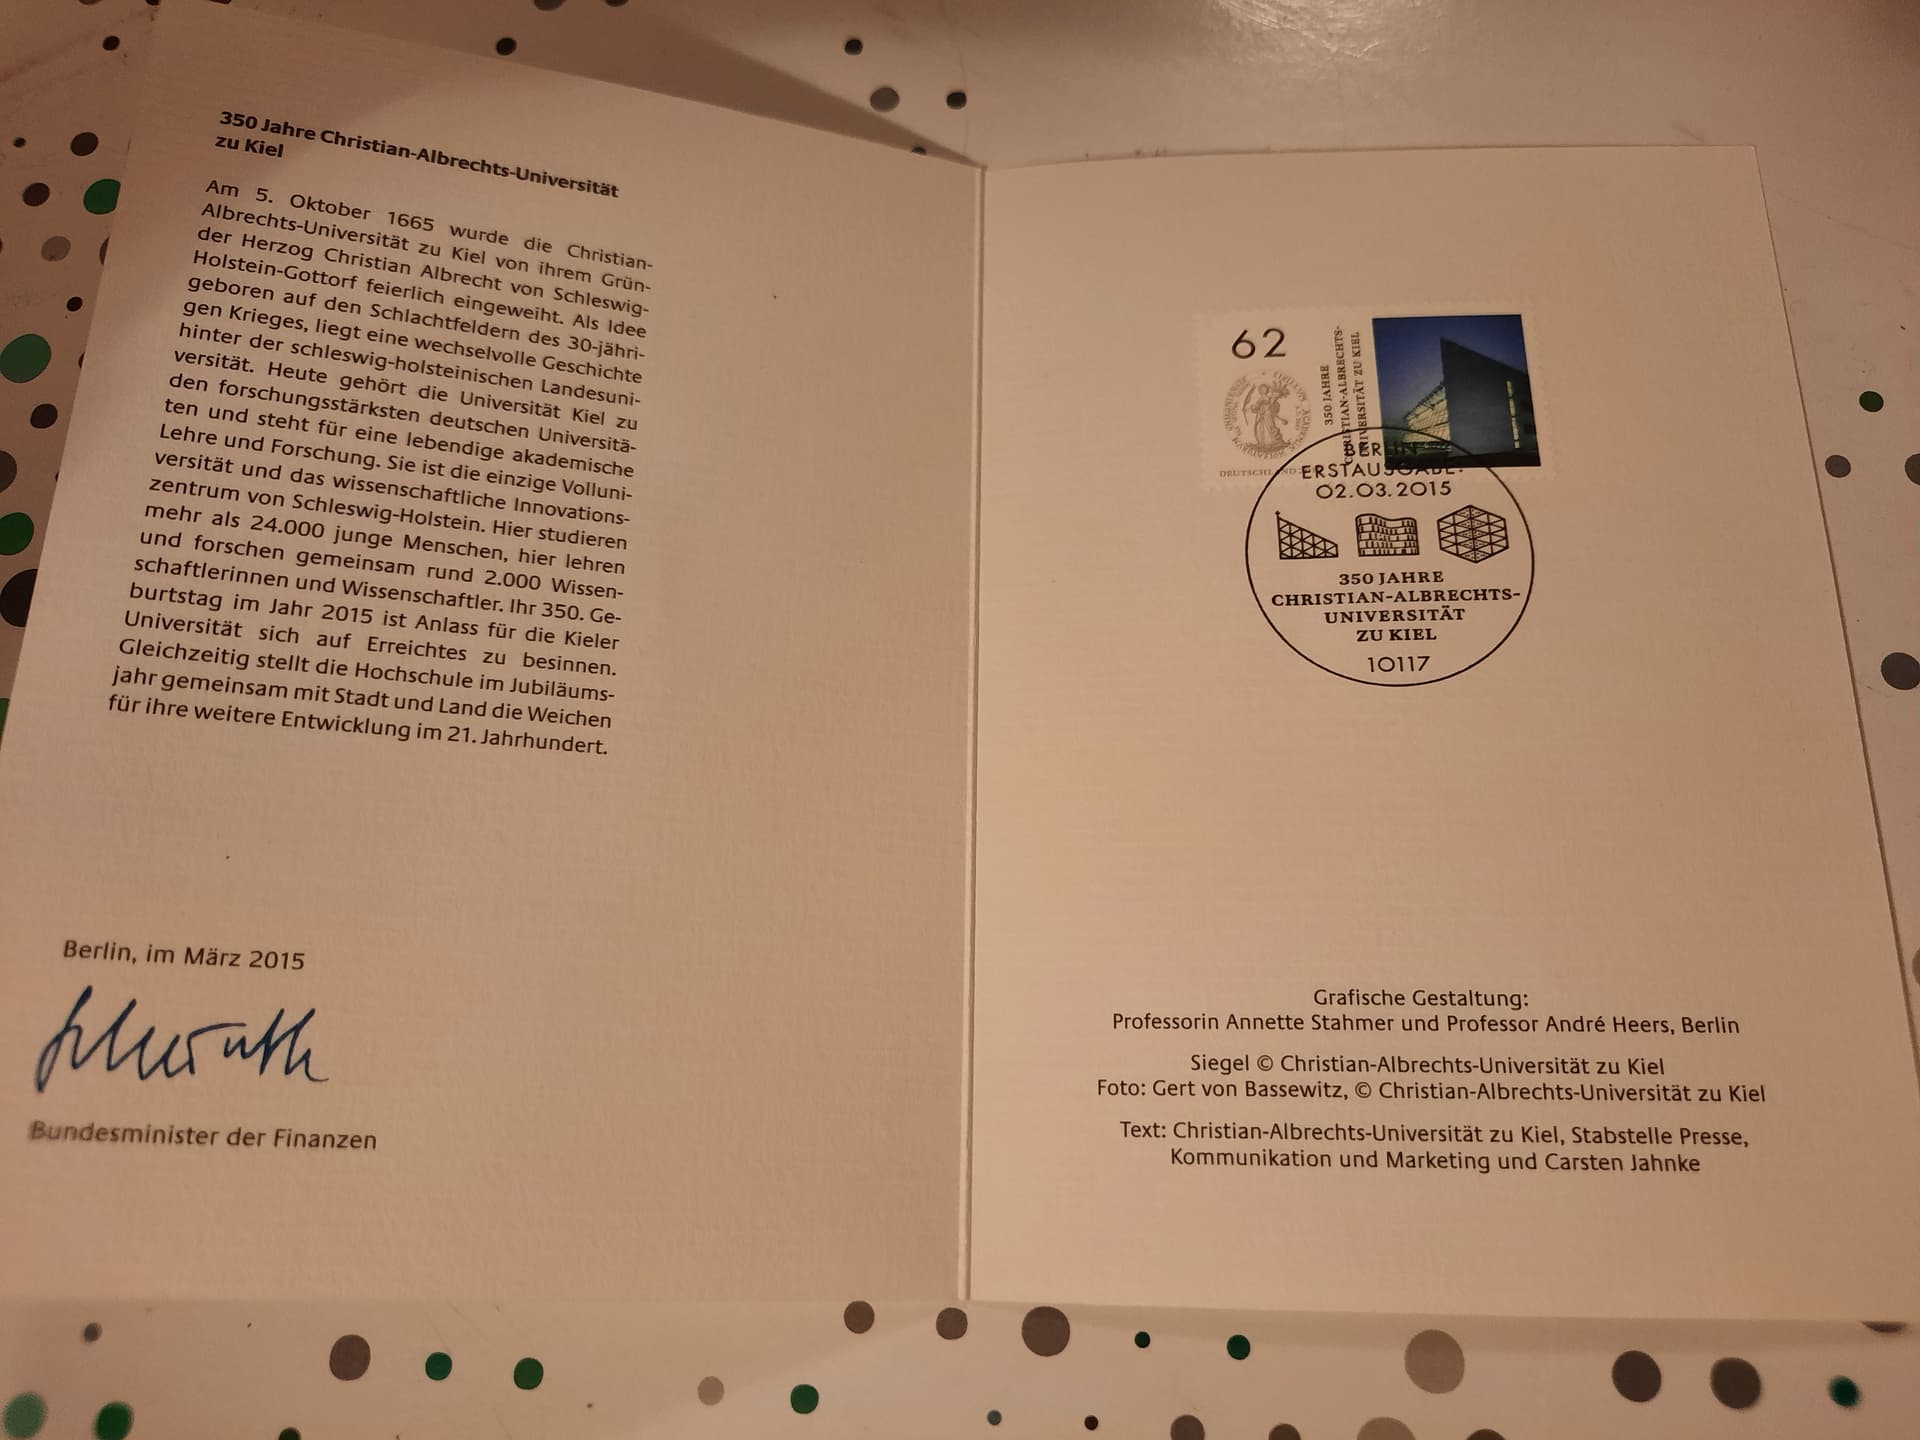 350 Jahre Christian-Albrechts-Universität
zu Kiel
Am 5. Oktober 1665 wurde die Christian-
Albrechts-Universität zu Kiel von ihrem Grün-
der Herzog Christian Albrecht von Schleswig-
Holstein-Gottorf feierlich eingeweiht. Als Idee
geboren auf den Schlachtfeldern des 30-jähri-
gen Krieges, liegt eine wechselvolle Geschichte
hinter der schleswig-holsteinischen Landesuni-
versität. Heute gehört die Universität Kiel zu
den forschungsstärksten deutschen Universitä-
ten und steht für eine lebendige akademische
Lehre und Forschung. Sie ist die einzige Volluni-
versität und das wissenschaftliche Innovations-
zentrum von Schleswig-Holstein. Hier studieren
mehr als 24.000 junge Menschen, hier lehren
und forschen gemeinsam rund 2.000 Wissen-
schaftlerinnen und Wissenschaftler. Ihr 350. Ge-
burtstag im Jahr 2015 ist Anlass für die Kieler
Universität sich auf Erreichtes zu besinnen.
Gleichzeitig stellt die Hochschule im Jubiläums-
jahr gemeinsam mit Stadt und Land die Weichen
für ihre weitere Entwicklung im 21. Jahrhundert.
Berlin, im März 2015
Bundesminister der Finanzen
62
350 JAHRE
CHRISTIAN-ALBRECHTS-
UNIVERSITÄT ZU KIEL
DEUTSCHLAND
BERLIN
ERSTAUSGABE:
02.03.2015
350 JAHRE
CHRISTIAN-ALBRECHTS-
UNIVERSITÄT
ZU KIEL
10117
Grafische Gestaltung:
Professorin Annette Stahmer und Professor André Heers, Berlin
Siegel © Christian-Albrechts-Universität zu Kiel
Foto: Gert von Bassewitz, © Christian-Albrechts-Universität zu Kiel
Text: Christian-Albrechts-Universität zu Kiel, Stabstelle Presse,
Kommunikation und Marketing und Carsten Jahnke